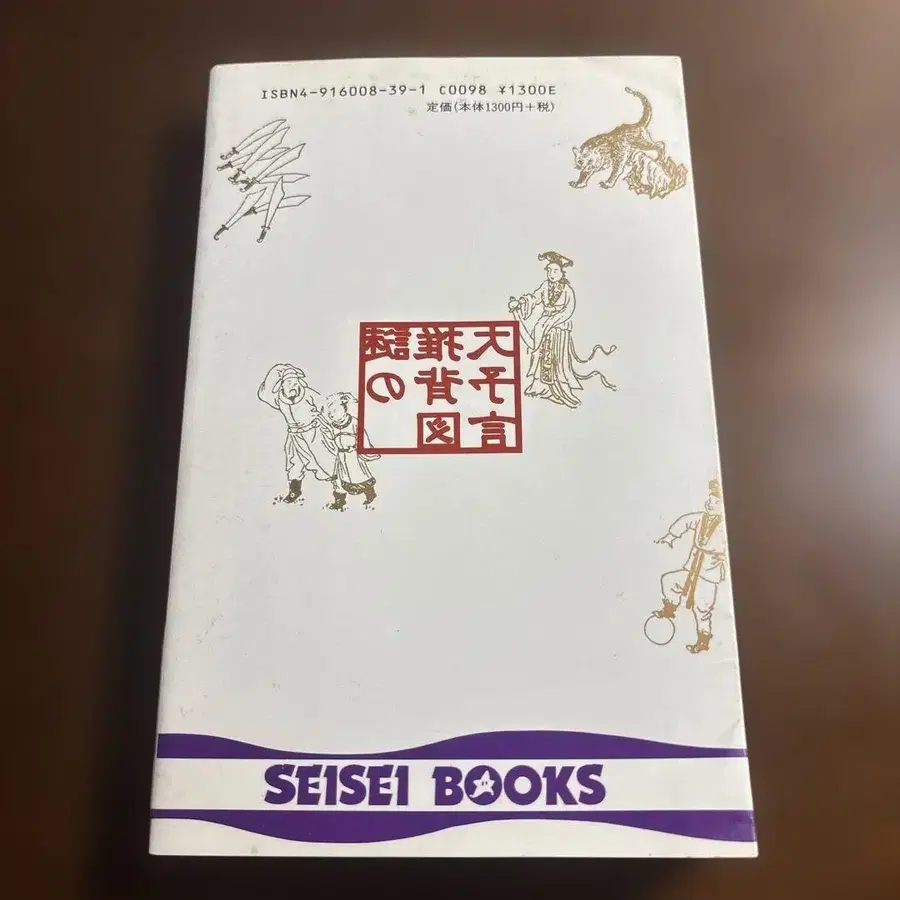 ISBN4-916008-39-1 C0098 ¥1300E
定価(本体1300円+税)
謎の
推背図
大予言
SEISEI BOOKS